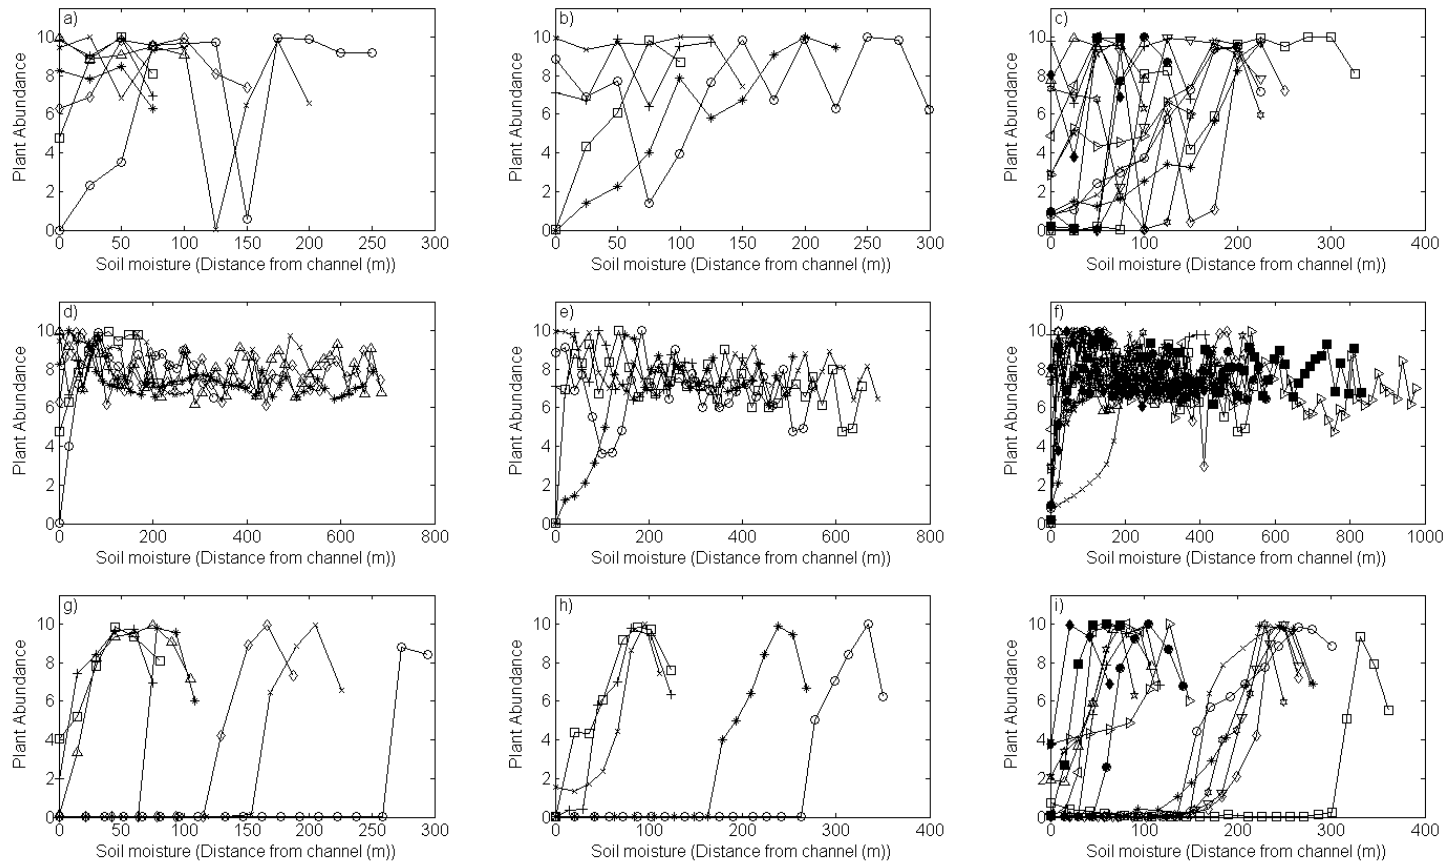 a) b) c)
10 10 10
8 8 8
6 6 6
4 4 4
2 2 2
0 0 0
Plant Abundance Plant Abundance Plant Abundance
0 50 100 150 200 250 300 0 50 100 150 200 250 300 0 100 200 300 400
Soil moisture (Distance from channel (m)) Soil moisture (Distance from channel (m)) Soil moisture (Distance from channel (m))
d) e) f)
10 10 10
8 8 8
6 6 6
4 4 4
2 2 2
0 0 0
Plant Abundance Plant Abundance Plant Abundance
0 200 400 600 800 0 200 400 600 800 0 200 400 600 800 1000
Soil moisture (Distance from channel (m)) Soil moisture (Distance from channel (m)) Soil moisture (Distance from channel (m))
g) h) i)
10 10 10
8 8 8
6 6 6
4 4 4
2 2 2
0 0 0
Plant Abundance Plant Abundance Plant Abundance
0 50 100 150 200 250 300 0 100 200 300 400 0 100 200 300 400
Soil moisture (Distance from channel (m)) Soil moisture (Distance from channel (m)) Soil moisture (Distance from channel (m))